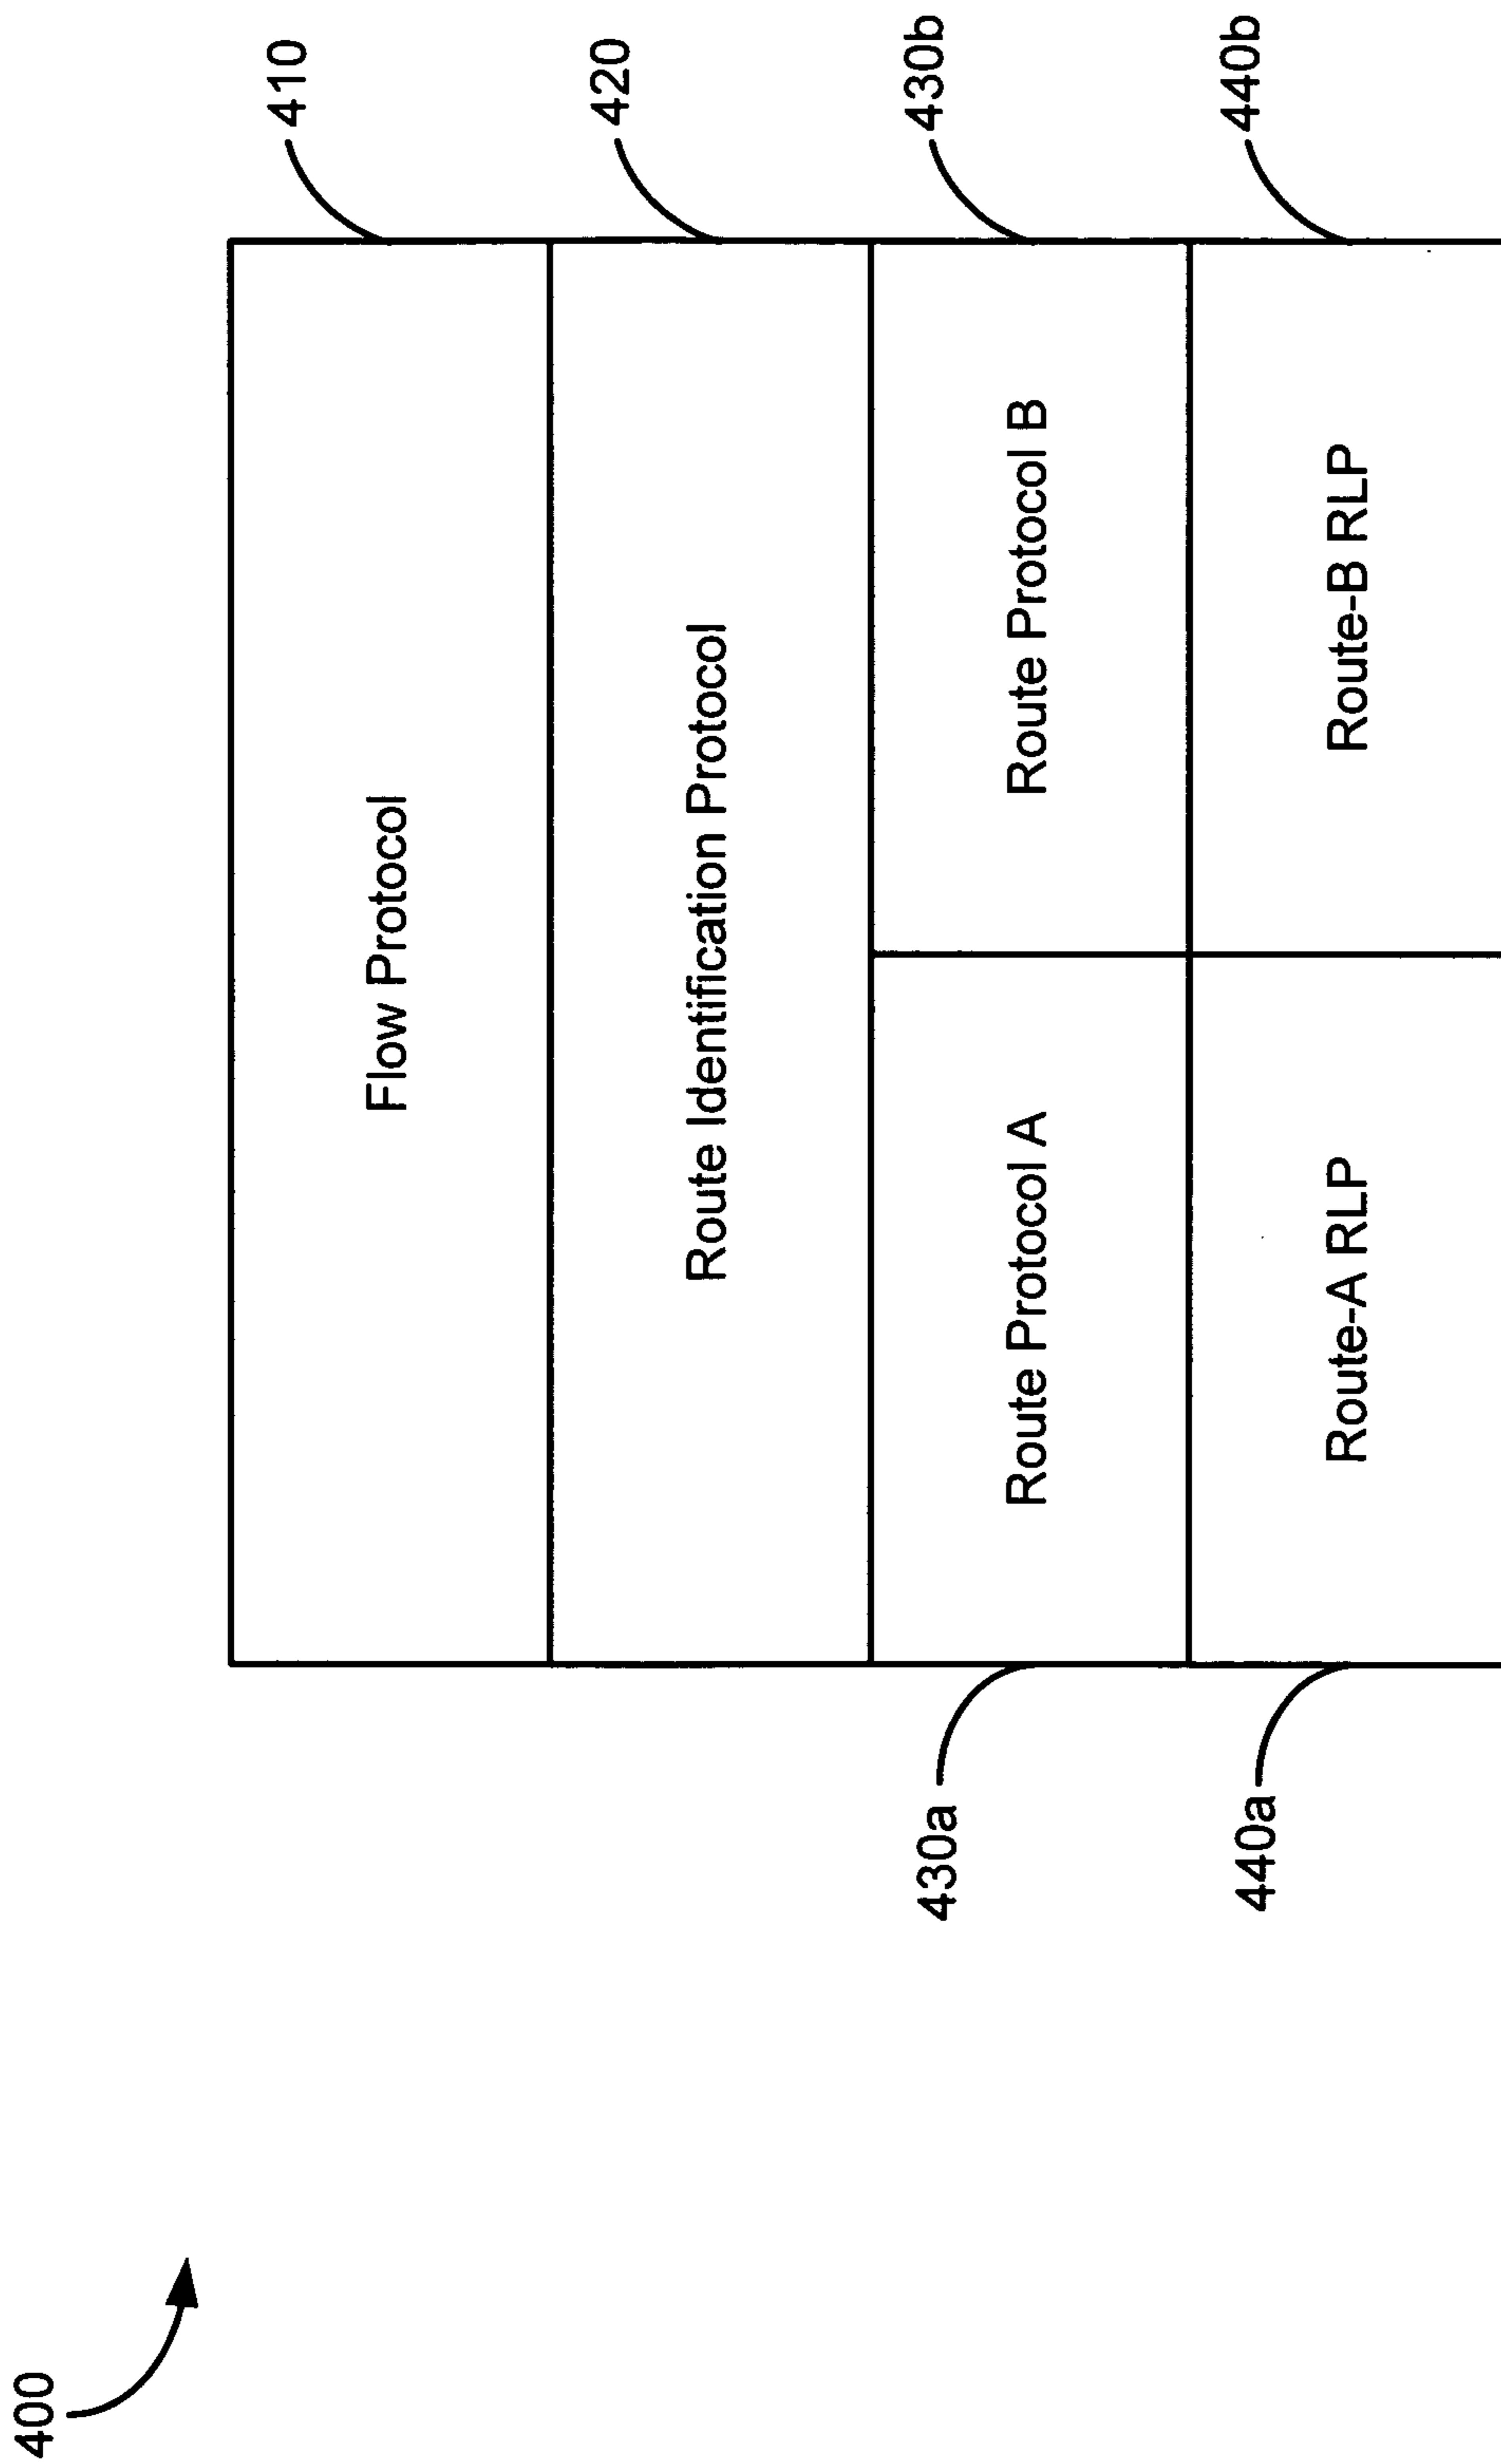 400
Flow Protocol
410
Route Identification Protocol
420
430a
Route Protocol A
Route Protocol B
430b
440a
Route-A RLP
Route-B RLP
440b